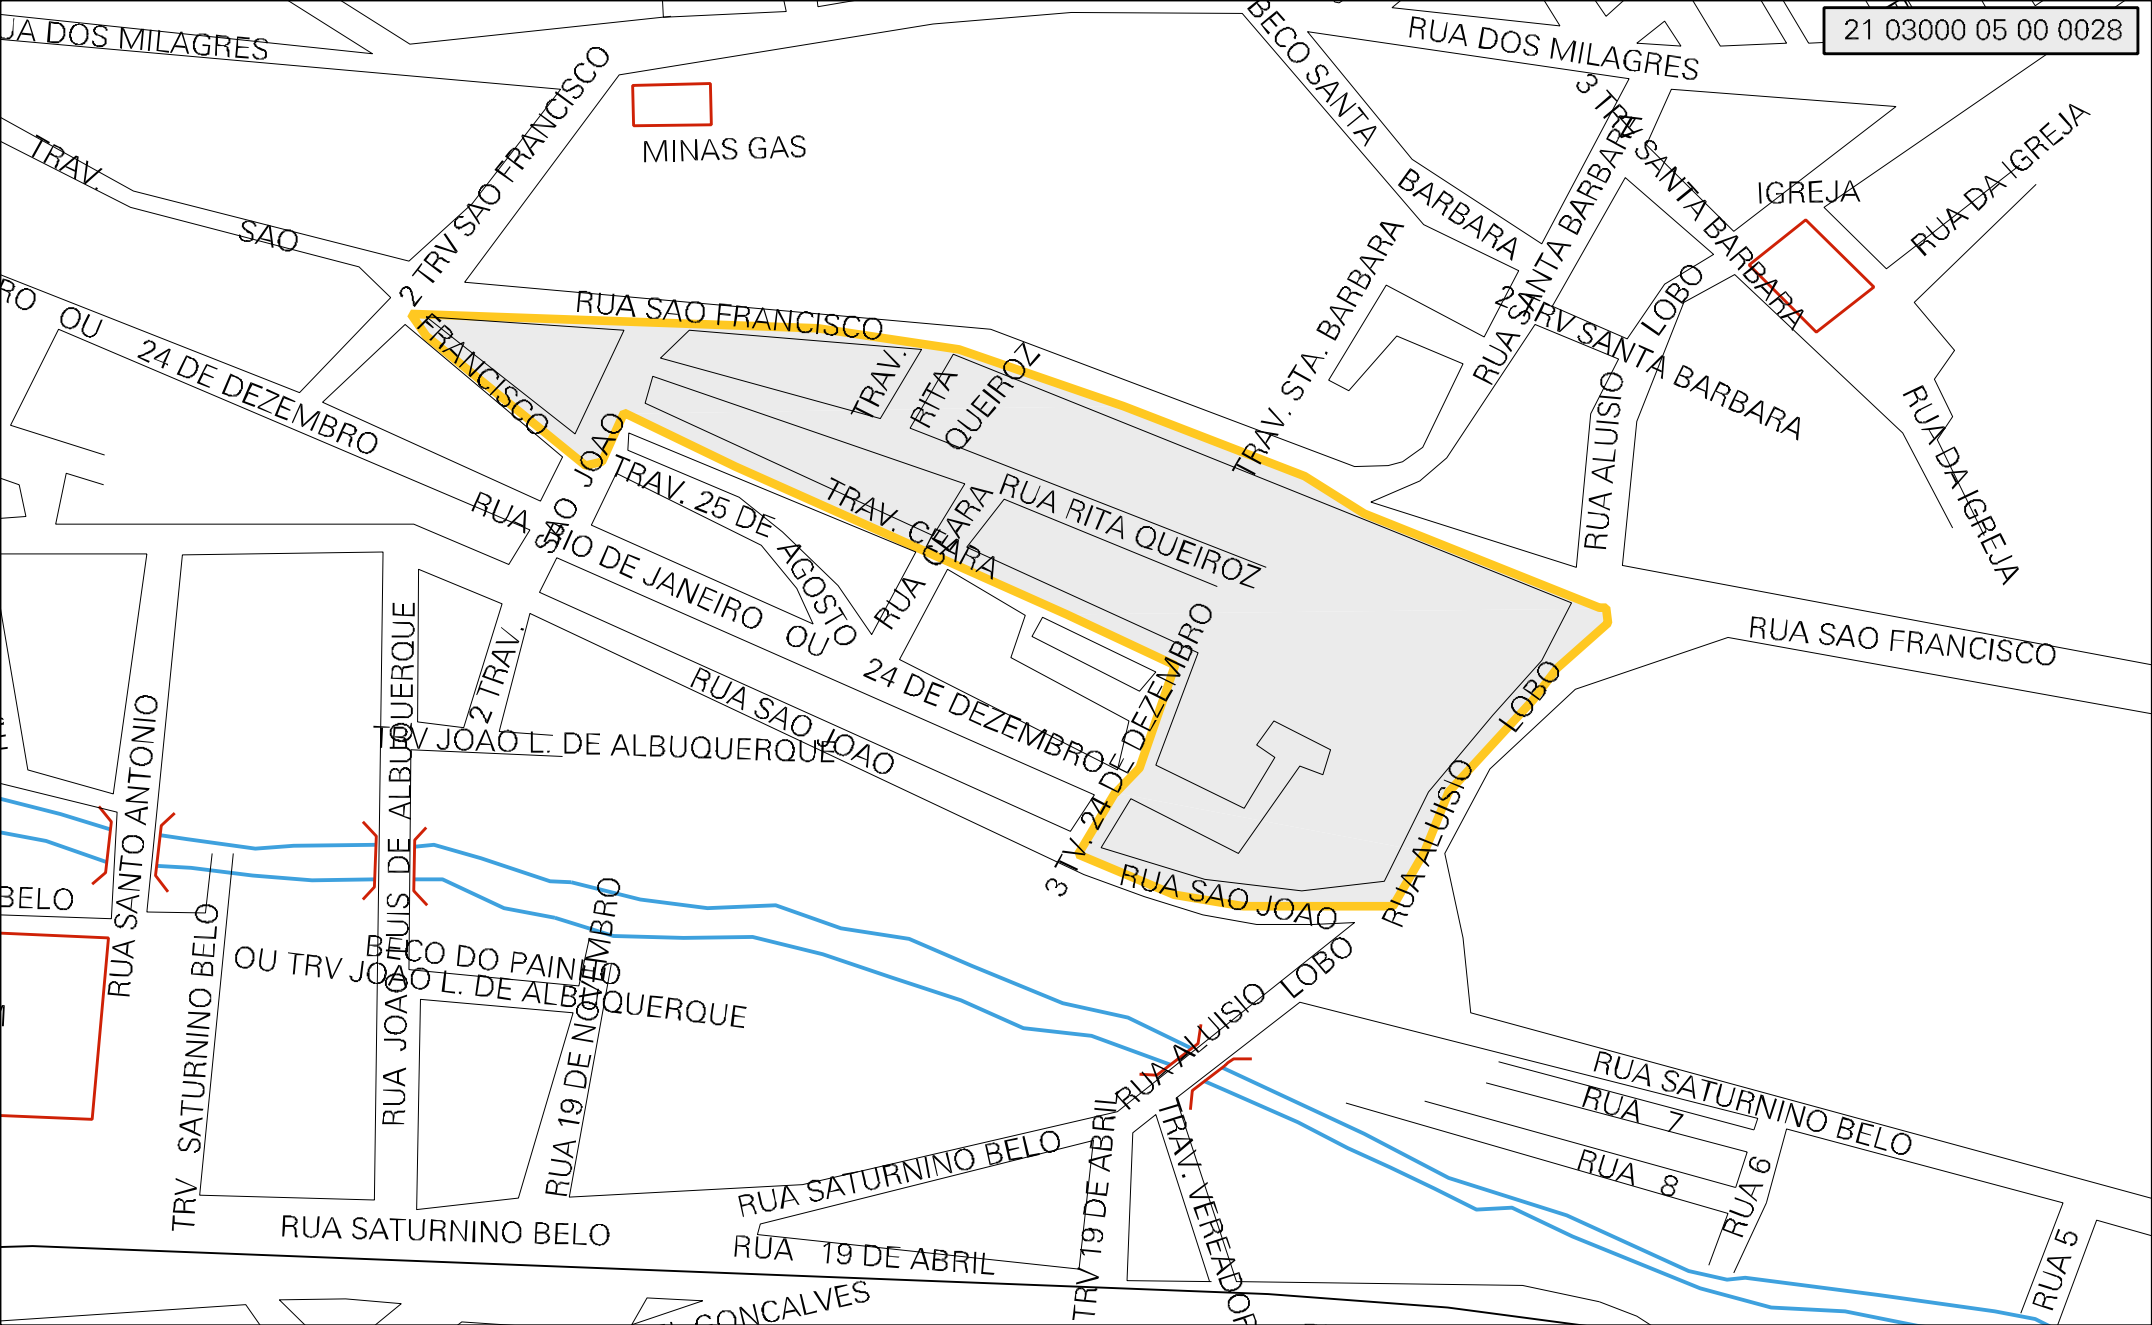 RUA DOS MILAGRES
21 03000 05 00 0028
UA DOS MILAGRES
BECO SANTA
BARBARA
3 TRV SANTA BARBARA
2 TRV SAO FRANCISCO
MINAS GAS
TRAV.
SAO
FRANCISCO
IGREJA
RUA DA IGREJA
RUA SANTA BARBARA
TRAV. STA. BARBARA
2 TRV SANTA BARBARA
RUA ALUISIO LOBO
RUA DA IGREJA
RUA SAO FRANCISCO
RO OU 24 DE DEZEMBRO
TRAV.
RITA
QUEIROZ
SAO JOAO
2 TRAV.
TRAV. 25 DE AGOSTO
TRAV. CEARA
RUA CEARA
RUA RITA QUEIROZ
RUA RIO DE JANEIRO OU 24 DE DEZEMBRO
RUA SAO FRANCISCO
3 TV. 24 DE DEZEMBRO
RUA SAO JOAO
RUA ALUISIO LOBO
RUA SAO JOAO
RUA JOAO LUIS DE ALBUQUERQUE
TRV JOAO L. DE ALBUQUERQUE
RUA SANTO ANTONIO
BELO
TRV SATURNINO BELO
BECO DO PAINHO
OU TRV JOAO L. DE ALBUQUERQUE
RUA 19 DE NOVEMBRO
RUA ALUISIO LOBO
RUA SATURNINO BELO
RUA 7
RUA 8
RUA 6
RUA 5
RUA SATURNINO BELO
RUA SATURNINO BELO
RUA 19 DE ABRIL
TRV 19 DE ABRIL
TRAV. VEREADOR
GONCALVES